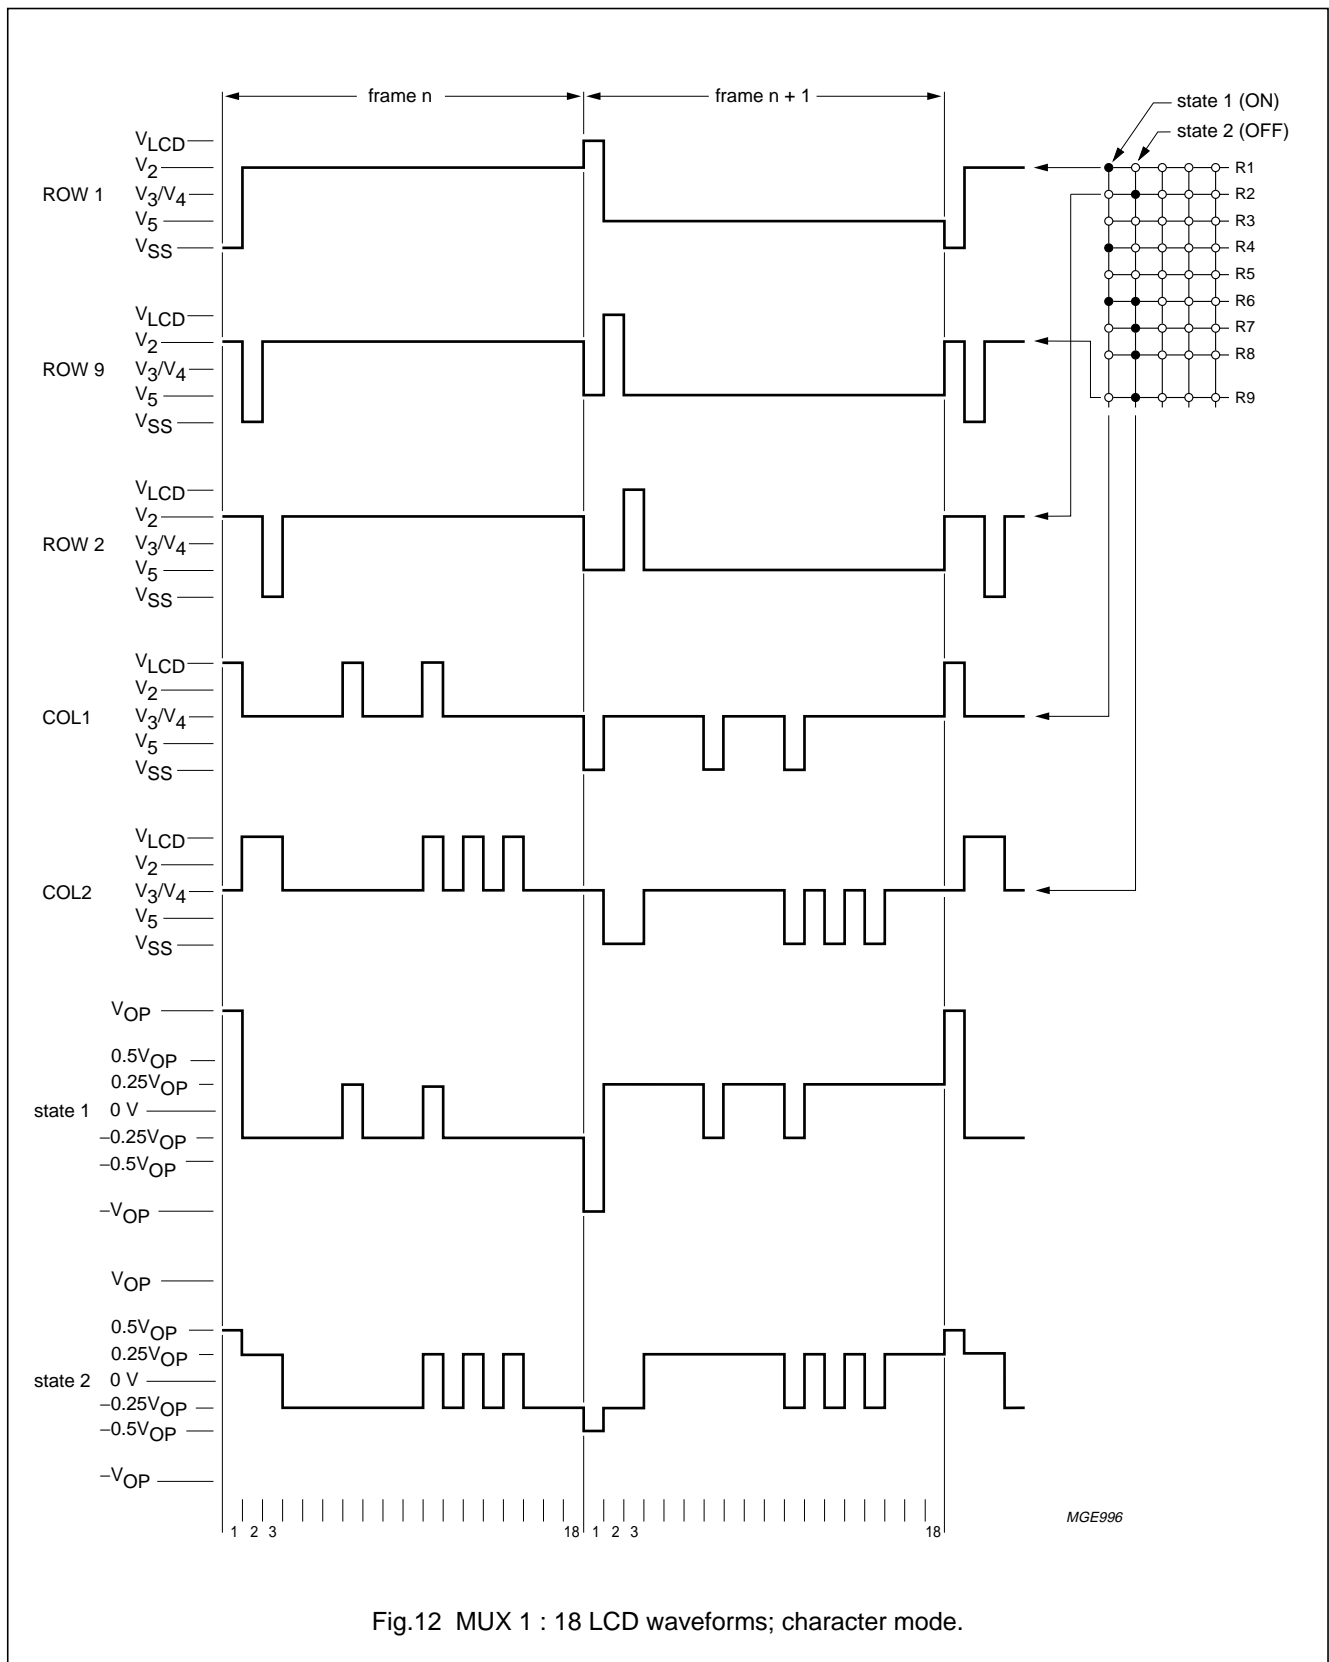 frame n
frame n + 1
state 1 (ON)
state 2 (OFF)
R1
R2
R3
R4
R5
R6
R7
R8
R9
ROW 1
VLCD
V2
V3/V4
V5
VSS
ROW 9
VLCD
V2
V3/V4
V5
VSS
ROW 2
VLCD
V2
V3/V4
V5
VSS
COL1
VLCD
V2
V3/V4
V5
VSS
COL2
VLCD
V2
V3/V4
V5
VSS
state 1
VOP
0.5VOP
0.25VOP
0 V
−0.25VOP
−0.5VOP
−VOP
state 2
VOP
0.5VOP
0.25VOP
0 V
−0.25VOP
−0.5VOP
−VOP
1 2 3 18 1 2 3 18
MGE996
Fig.12 MUX 1 : 18 LCD waveforms; character mode.